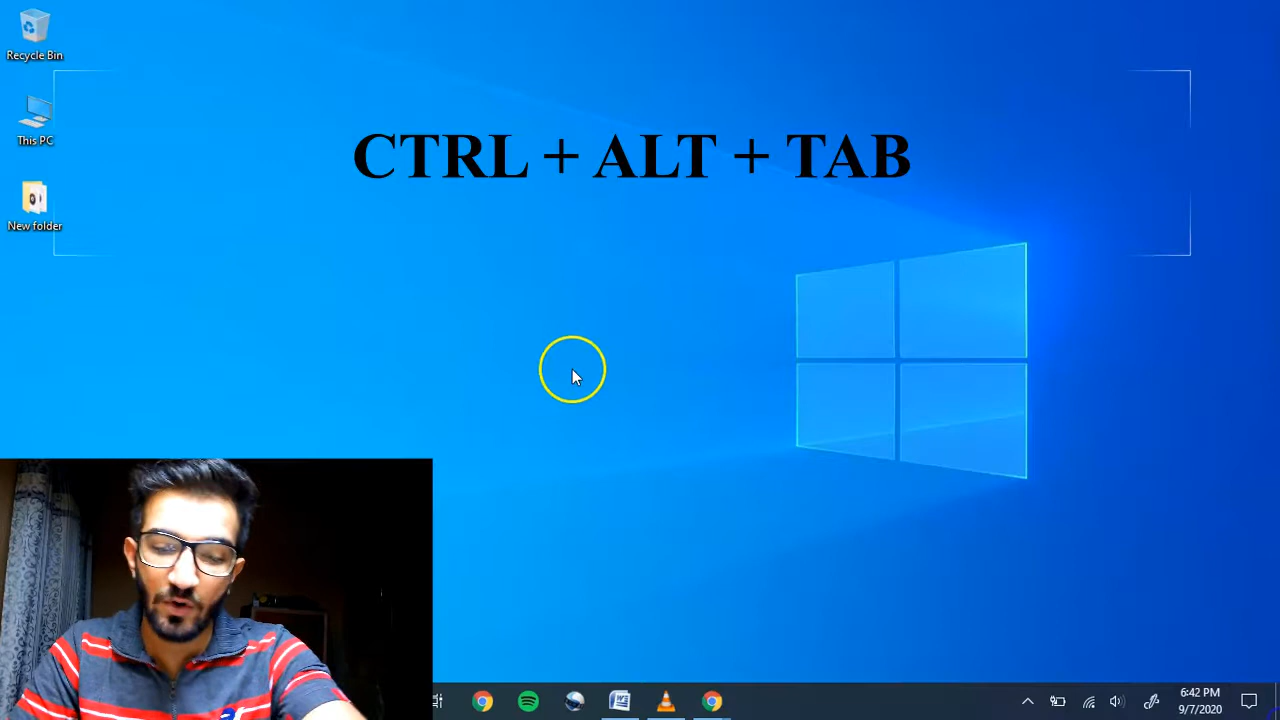 Recycle Bin
This PC
New folder
CTRL + ALT + TAB
6:42 PM
9/7/2020